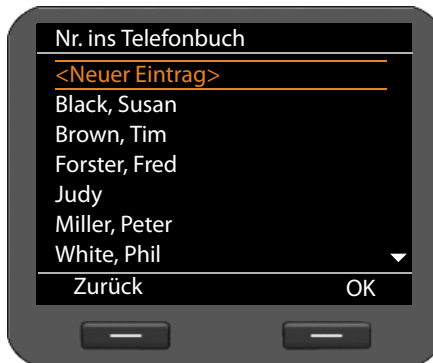 Nr. ins Telefonbuch
<Neuer Eintrag>
Black, Susan
Brown, Tim
Forster, Fred
Judy
Miller, Peter
White, Phil
Zurück OK